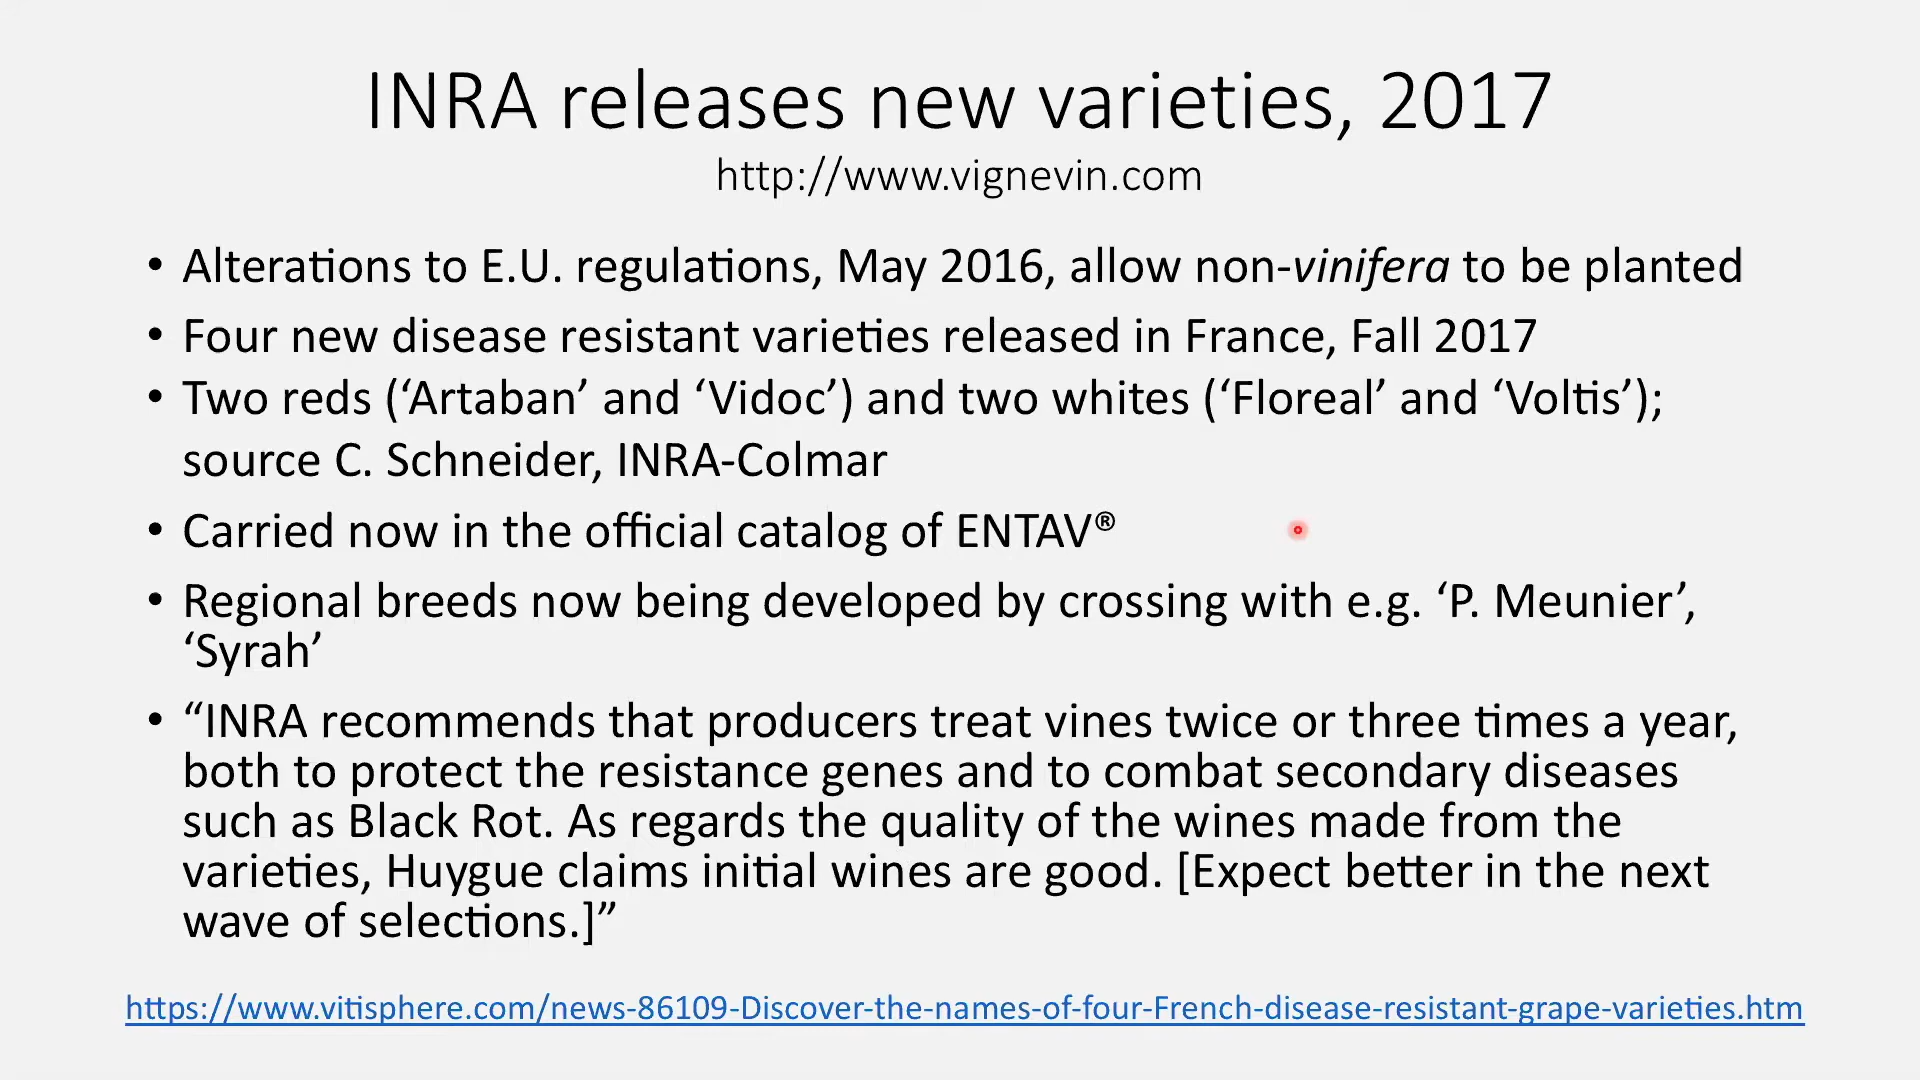 INRA releases new varieties, 2017
http://www.vignevin.com
• Alterations to E.U. regulations, May 2016, allow non-vinifera to be planted
• Four new disease resistant varieties released in France, Fall 2017
• Two reds (‘Artaban’ and ‘Vidoc’) and two whites (‘Floreal’ and ‘Voltis’);
source C. Schneider, INRA-Colmar
• Carried now in the official catalog of ENTAV®
• Regional breeds now being developed by crossing with e.g. ‘P. Meunier’,
‘Syrah’
• “INRA recommends that producers treat vines twice or three times a year,
both to protect the resistance genes and to combat secondary diseases
such as Black Rot. As regards the quality of the wines made from the
varieties, Huygue claims initial wines are good. [Expect better in the next
wave of selections.]”
https://www.vitisphere.com/news-86109-Discover-the-names-of-four-French-disease-resistant-grape-varieties.htm